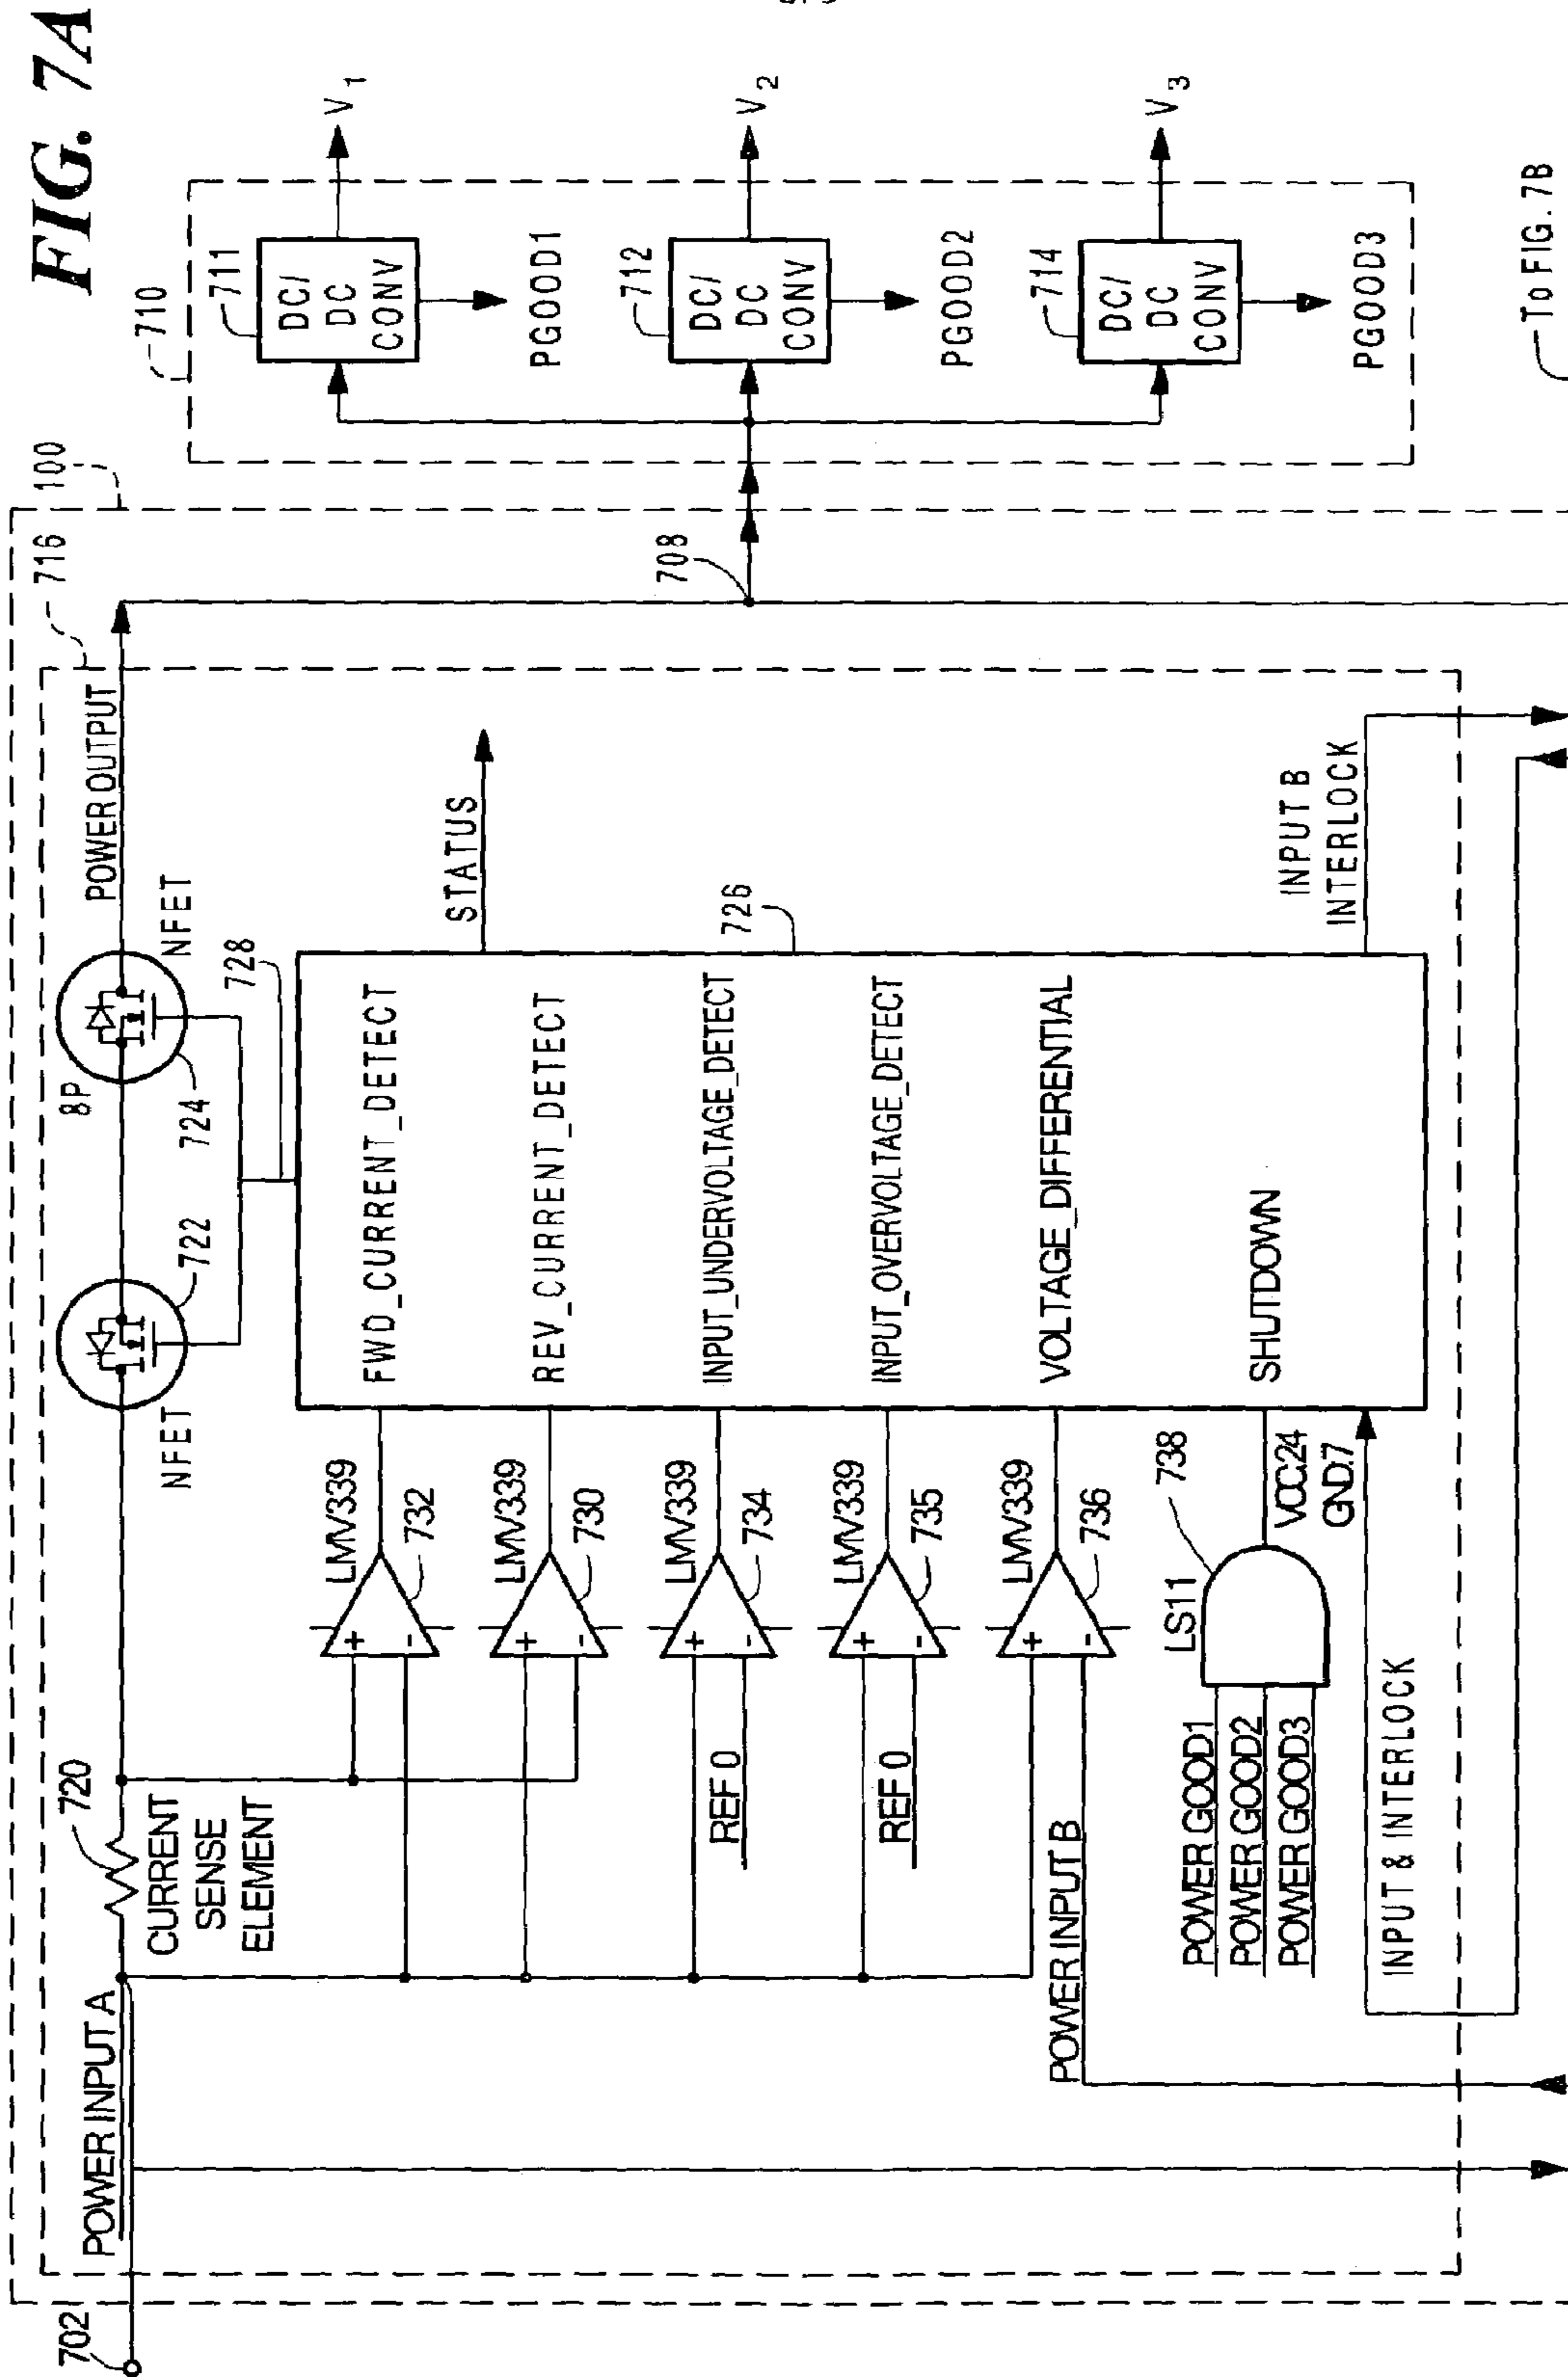 FIG. 7A
702
POWER INPUT A
720
CURRENT
SENSE
ELEMENT
NFET
722
8P
724
NFET
POWER OUTPUT
716
100
728
708
710
711
DC/
DC
CONV
V1
PGOOD1
712
DC/
DC
CONV
V2
PGOOD2
714
DC/
DC
CONV
V3
PGOOD3
LMV339
+
-
732
FWD_CURRENT_DETECT
STATUS
LMV339
+
-
730
REV_CURRENT_DETECT
REF 0
LMV339
+
-
734
INPUT_UNDERVOLTAGE_DETECT
726
REF 0
LMV339
+
-
735
INPUT_OVERVOLTAGE_DETECT
POWER INPUT B
LMV339
+
-
736
VOLTAGE_DIFFERENTIAL
POWER GOOD1
POWER GOOD2
POWER GOOD3
LS11
738
VCC:24
GND:7
SHUTDOWN
INPUT B
INTERLOCK
INPUT & INTERLOCK
To FIG. 7B